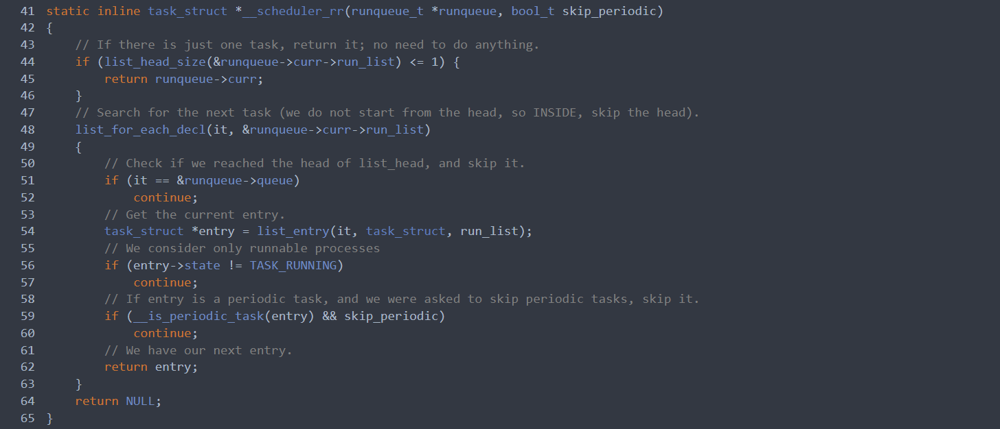 41 static inline task_struct *__scheduler_rr(runqueue_t *runqueue, bool_t skip_periodic)
42 {
43     // If there is just one task, return it; no need to do anything.
44     if (list_head_size(&runqueue->curr->run_list) <= 1) {
45         return runqueue->curr;
46     }
47     // Search for the next task (we do not start from the head, so INSIDE, skip the head).
48     list_for_each_decl(it, &runqueue->curr->run_list)
49     {
50         // Check if we reached the head of list_head, and skip it.
51         if (it == &runqueue->queue)
52             continue;
53         // Get the current entry.
54         task_struct *entry = list_entry(it, task_struct, run_list);
55         // We consider only runnable processes
56         if (entry->state != TASK_RUNNING)
57             continue;
58         // If entry is a periodic task, and we were asked to skip periodic tasks, skip it.
59         if (__is_periodic_task(entry) && skip_periodic)
60             continue;
61         // We have our next entry.
62         return entry;
63     }
64     return NULL;
65 }